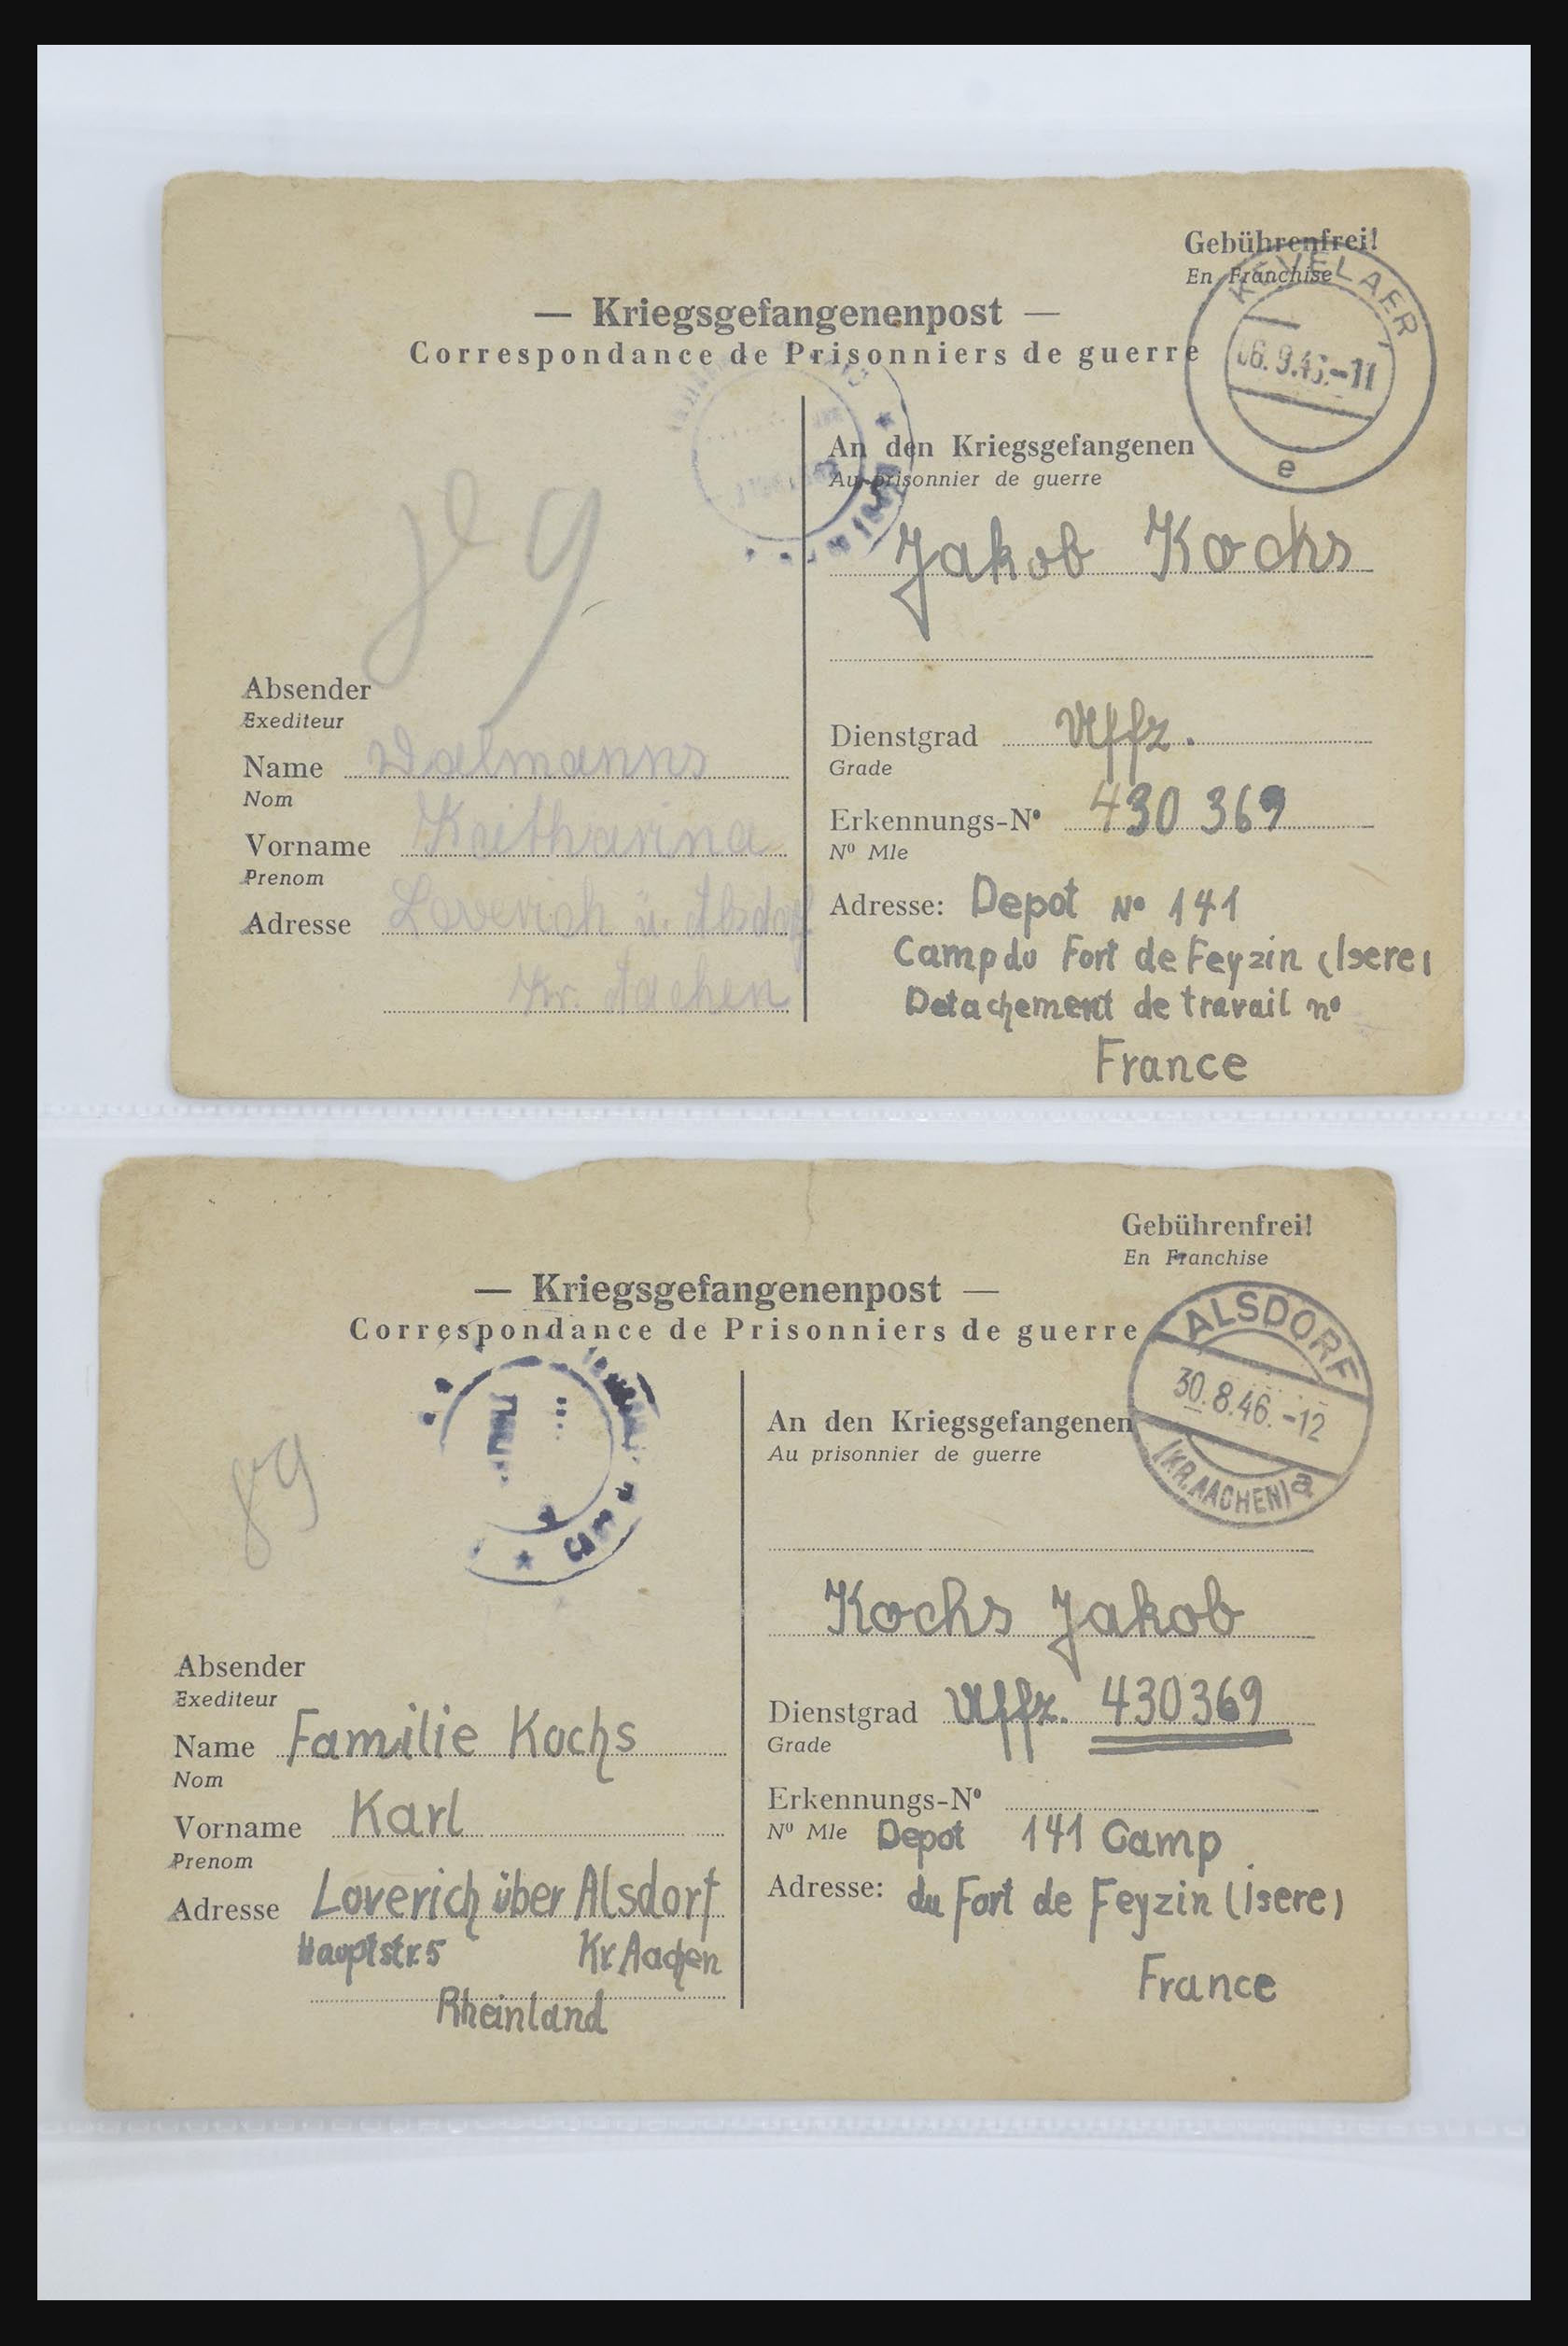 Gebührenfrei!
En Franchise
— Kriegsgefangenenpost —
Correspondance de Prisonniers de guerre
KEVELAER
06.9.46.-11
e
An den Kriegsgefangenen
Au prisonnier de guerre
Jakob Kochs
Absender
Exediteur
Name Dalmanns
Nom
Vorname Katharina
Prenom
Adresse Loverich ü. Alsdorf
Kr. Aachen
Dienstgrad Uffz.
Grade
Erkennungs-Nº 430 369
Nº Mle
Adresse: Depot Nº 141
Camp du Fort de Feyzin (Isere)
Detachement de travail nº
France
Gebührenfrei!
En Franchise
— Kriegsgefangenenpost —
Correspondance de Prisonniers de guerre
ALSDORF
30.8.46.-12
(KR. AACHEN) a
An den Kriegsgefangenen
Au prisonnier de guerre
Kochs Jakob
89
Absender
Exediteur
Name Familie Kochs
Nom
Vorname Karl
Prenom
Adresse Loverich über Alsdorf
Hauptstr. 5 Kr. Aachen
Rheinland
Dienstgrad Uffz. 430369
Grade
Erkennungs-Nº
Nº Mle Depot 141 Camp
Adresse: du Fort de Feyzin (Isere)
France